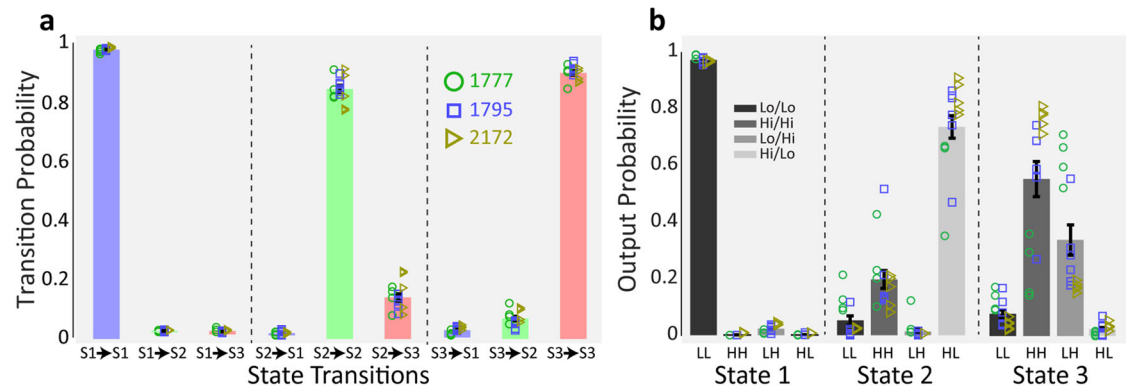 a
Transition Probability
1
0.8
0.6
0.4
0.2
0
1777
1795
2172
S1→S1 S1→S2 S1→S3 S2→S1 S2→S2 S2→S3 S3→S1 S3→S2 S3→S3
State Transitions
b
Output Probability
1
0.8
0.6
0.4
0.2
0
Lo/Lo
Hi/Hi
Lo/Hi
Hi/Lo
LL HH LH HL LL HH LH HL LL HH LH HL
State 1 State 2 State 3